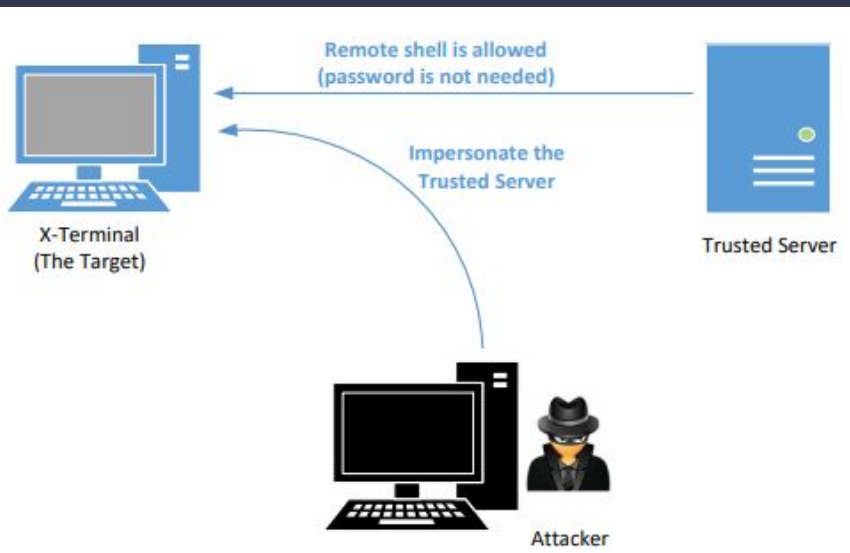 Remote shell is allowed
(password is not needed)
Impersonate the
Trusted Server
X-Terminal
(The Target)
Trusted Server
Attacker